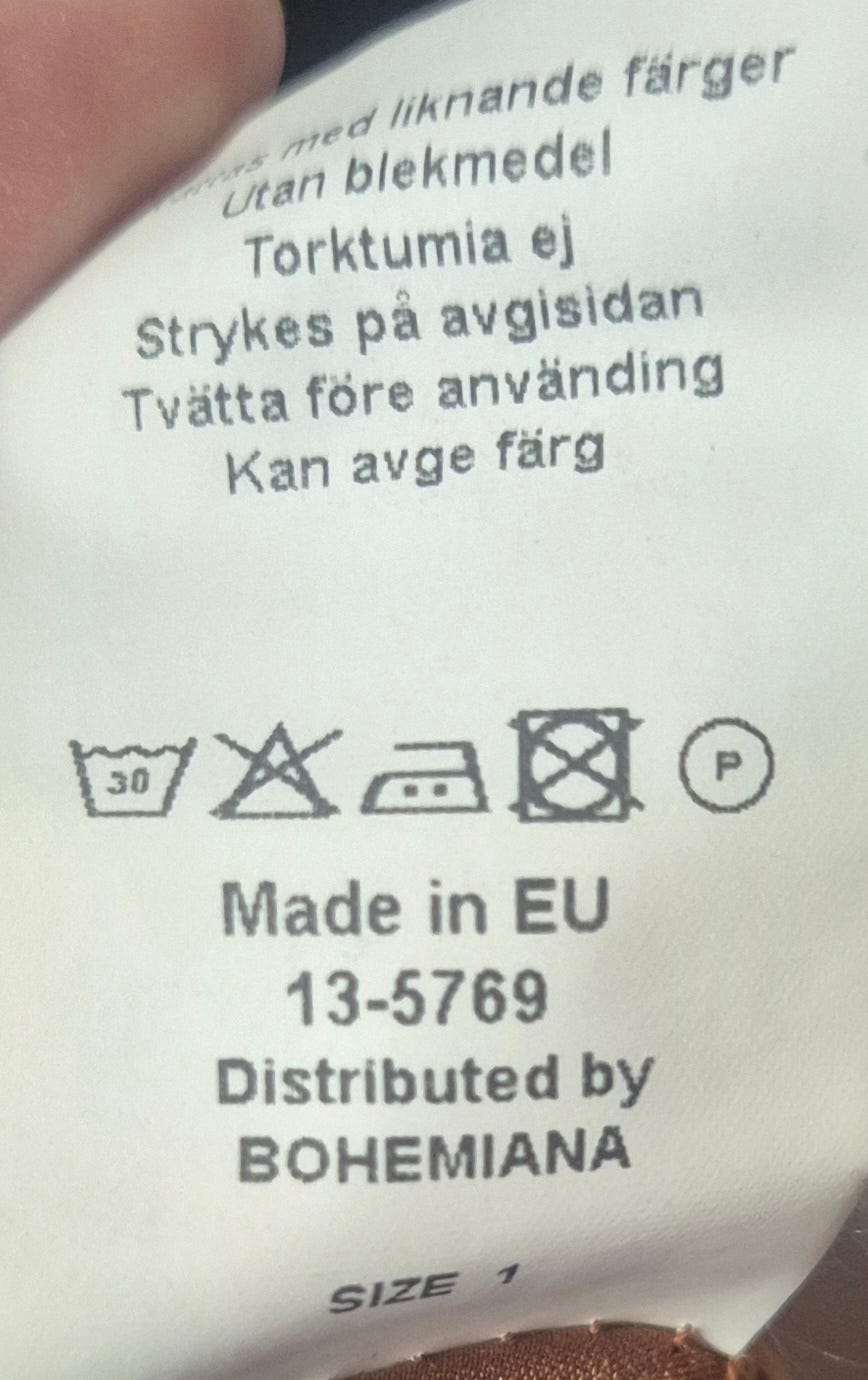 med liknande färger
Utan blekmedel
Torktumia ej
Strykes på avgisidan
Tvätta före använding
Kan avge färg
30
P
Made in EU
13-5769
Distributed by
BOHEMIANA
SIZE 1